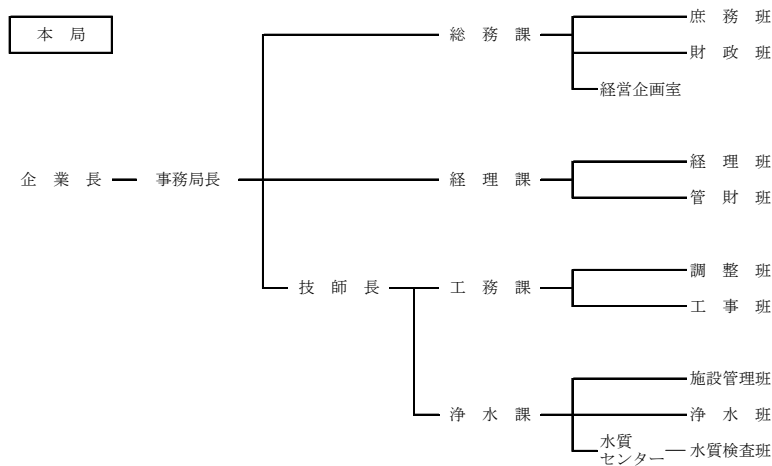 本局
総務課
庶務班
財政班
経営企画室
企業長
事務局長
経理課
経理班
管財班
技師長
工務課
調整班
工事班
浄水課
施設管理班
浄水班
水質
センター
水質検査班